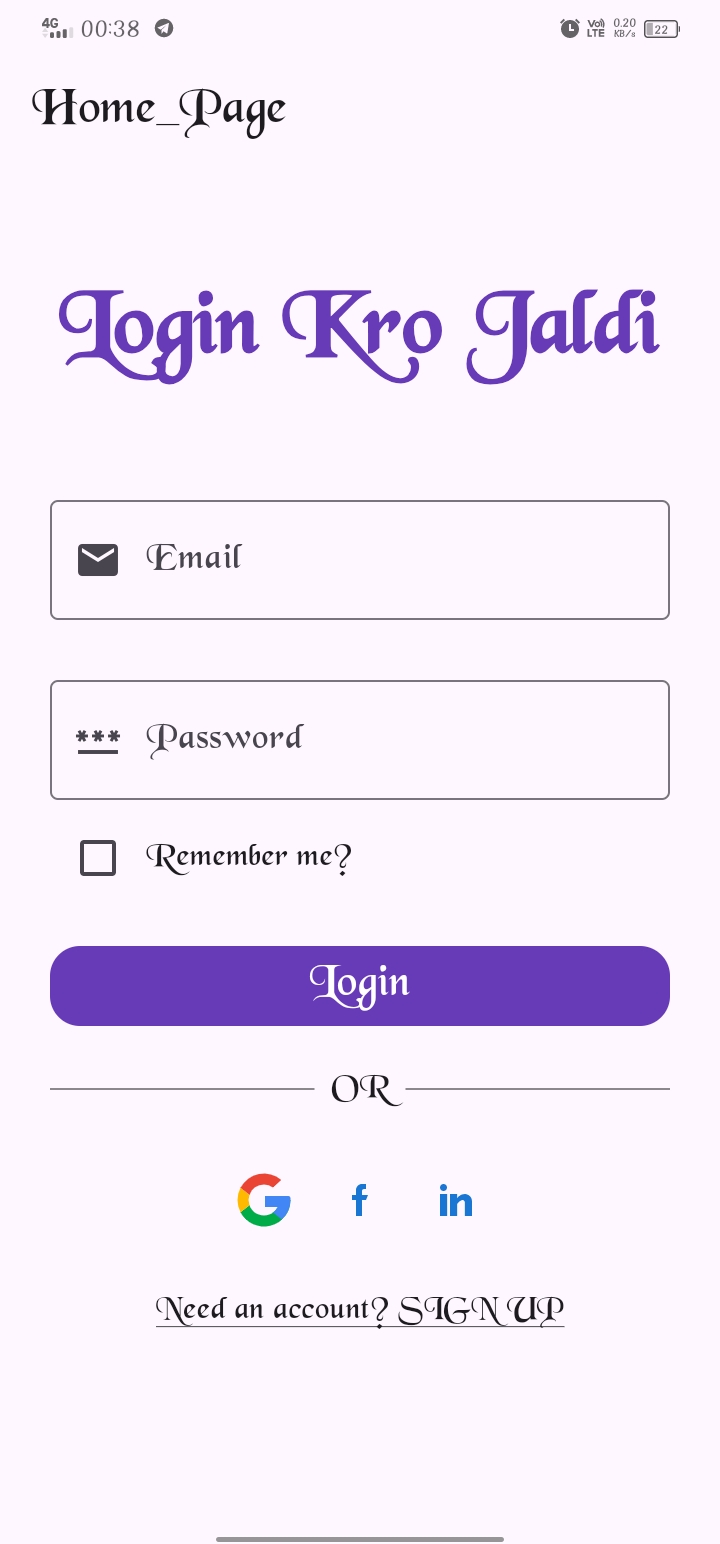 4G 00:38 Vo) LTE 0.20 KB/s 22
Home_Page
Login Kro Jaldi
Email
*** Password
Remember me?
Login
OR
G f in
Need an account? SIGN UP